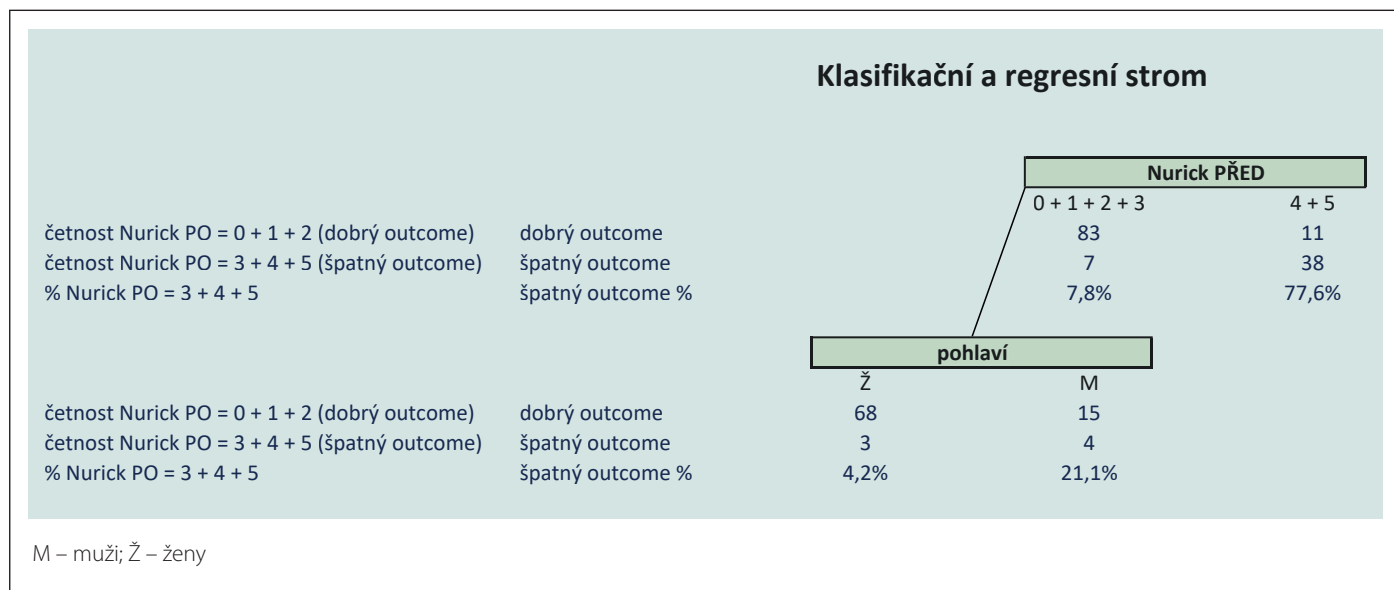 Klasifikační a regresní strom
Nurick PŘED
0 + 1 + 2 + 3 4 + 5
četnost Nurick PO = 0 + 1 + 2 (dobrý outcome) dobrý outcome 83 11
četnost Nurick PO = 3 + 4 + 5 (špatný outcome) špatný outcome 7 38
% Nurick PO = 3 + 4 + 5 špatný outcome % 7,8% 77,6%
pohlaví
Ž M
četnost Nurick PO = 0 + 1 + 2 (dobrý outcome) dobrý outcome 68 15
četnost Nurick PO = 3 + 4 + 5 (špatný outcome) špatný outcome 3 4
% Nurick PO = 3 + 4 + 5 špatný outcome % 4,2% 21,1%
M – muži; Ž – ženy